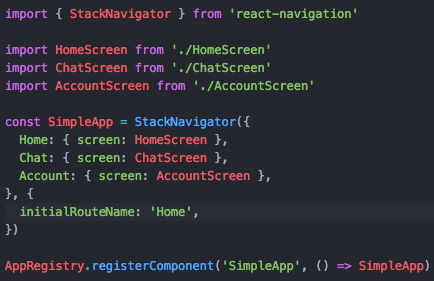 import { StackNavigator } from 'react-navigation'
import HomeScreen from './HomeScreen'
import ChatScreen from './ChatScreen'
import AccountScreen from './AccountScreen'
const SimpleApp = StackNavigator({
  Home: { screen: HomeScreen },
  Chat: { screen: ChatScreen },
  Account: { screen: AccountScreen },
}, {
  initialRouteName: 'Home',
})
AppRegistry.registerComponent('SimpleApp', () => SimpleApp)